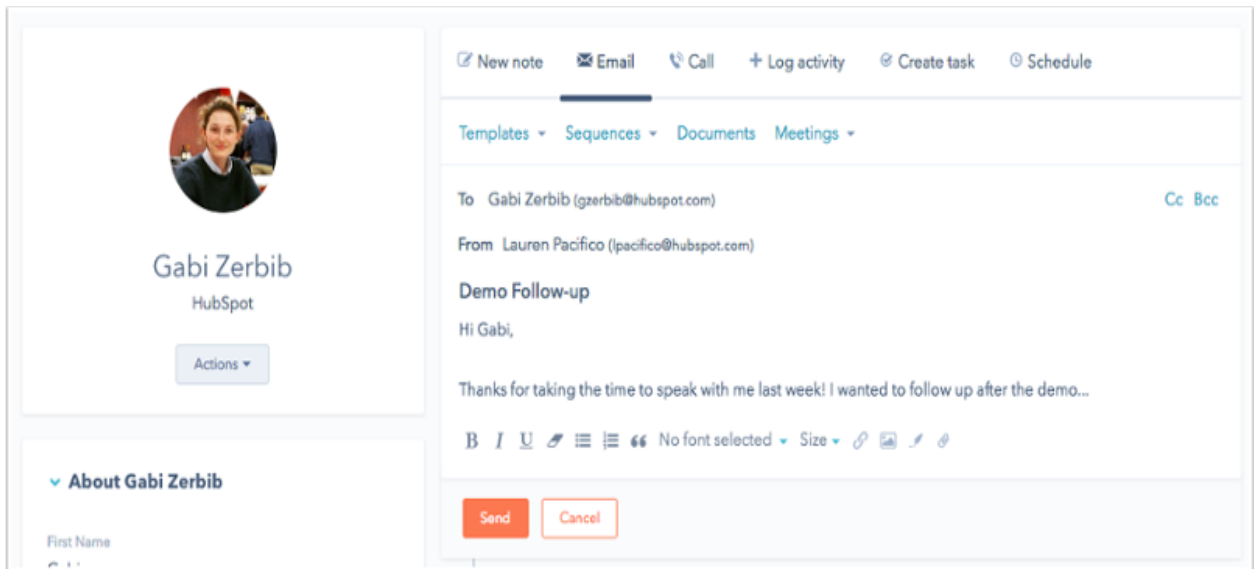 Gabi Zerbib
HubSpot
Actions
About Gabi Zerbib
First Name
New note Email Call Log activity Create task Schedule
Templates Sequences Documents Meetings
To Gabi Zerbib (gzerbib@hubspot.com) Cc Bcc
From Lauren Pacifico (lpacifico@hubspot.com)
Demo Follow-up
Hi Gabi,
Thanks for taking the time to speak with me last week! I wanted to follow up after the demo...
B I U No font selected Size
Send Cancel